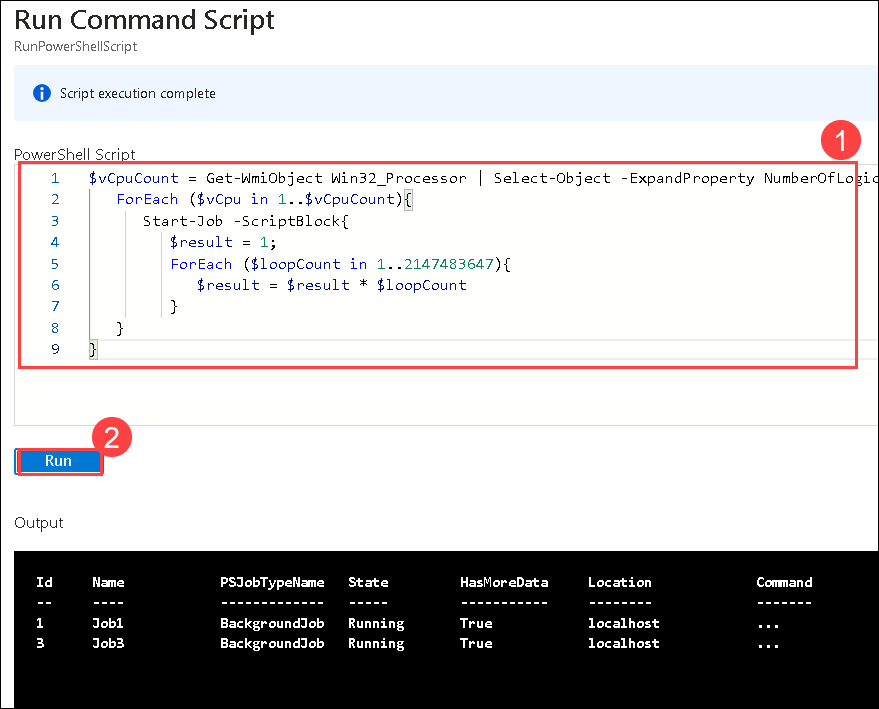 Run Command Script
RunPowerShellScript
Script execution complete
1
PowerShell Script
1 $vCpuCount = Get-WmiObject Win32_Processor | Select-Object -ExpandProperty NumberOfLogic
2 ForEach ($vCpu in 1..$vCpuCount){
3 Start-Job -ScriptBlock{
4 $result = 1;
5 ForEach ($loopCount in 1..2147483647){
6 $result = $result * $loopCount
7 }
8 }
9 }
2
Run
Output
Id Name PSJobTypeName State HasMoreData Location Command
-- ---- ------------- ----- ----------- -------- -------
1 Job1 BackgroundJob Running True localhost ...
3 Job3 BackgroundJob Running True localhost ...